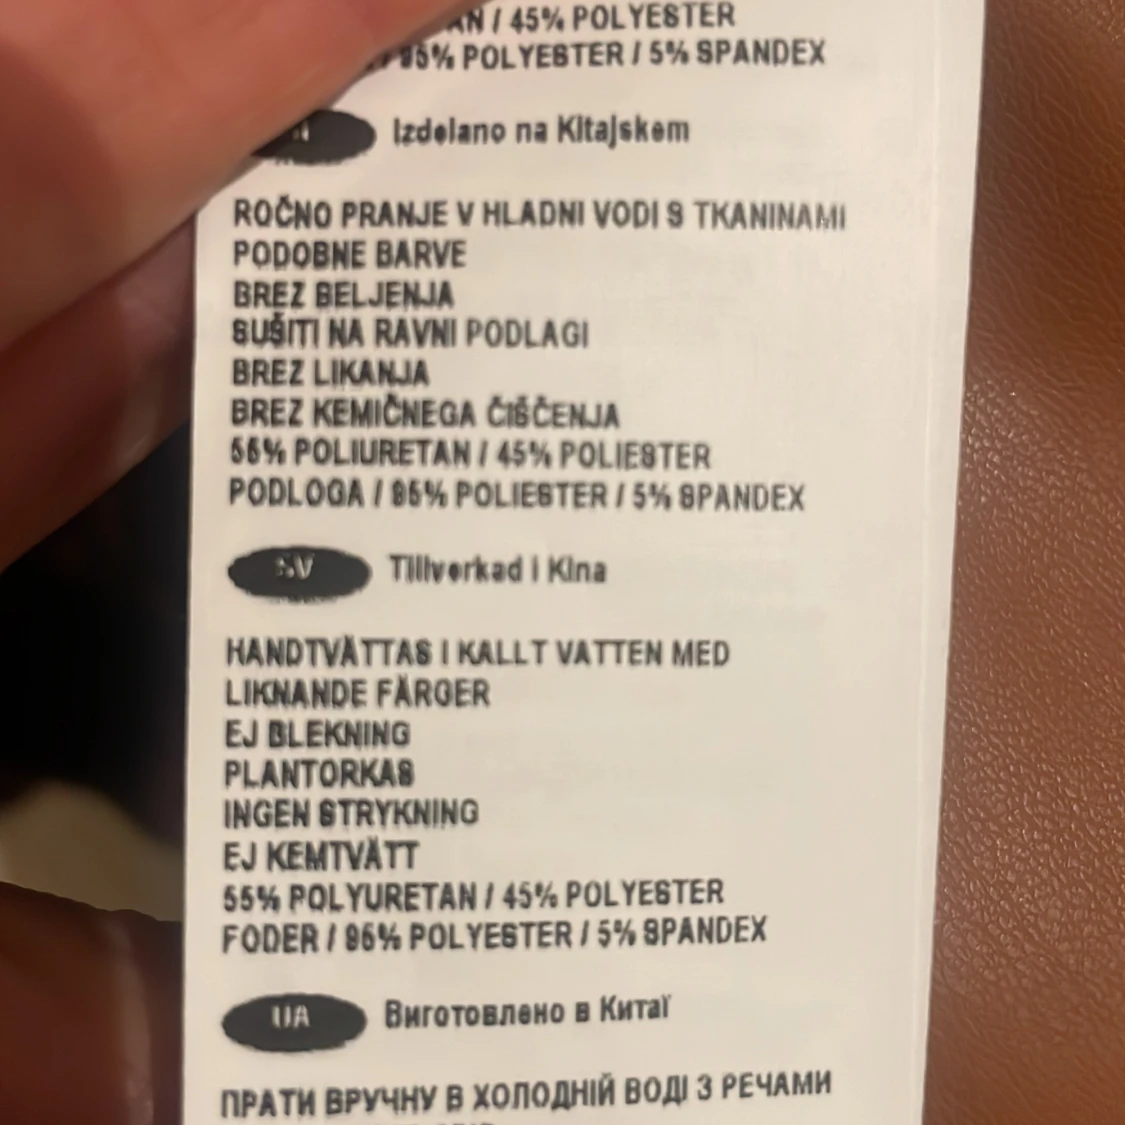 45% POLYESTER
95% POLYESTER / 5% SPANDEX
Izdelano na Kitajskem
ROČNO PRANJE V HLADNI VODI S TKANINAMI
PODOBNE BARVE
BREZ BELJENJA
SUŠITI NA RAVNI PODLAGI
BREZ LIKANJA
BREZ KEMIČNEGA ČIŠČENJA
55% POLIURETAN / 45% POLIESTER
PODLOGA / 95% POLIESTER / 5% SPANDEX
SV Tillverkad i Kina
HANDTVÄTTAS I KALLT VATTEN MED
LIKNANDE FÄRGER
EJ BLEKNING
PLANTORKAS
INGEN STRYKNING
EJ KEMTVÄTT
55% POLYURETAN / 45% POLYESTER
FODER / 95% POLYESTER / 5% SPANDEX
UA Виготовлено в Китаї
ПРАТИ ВРУЧНУ В ХОЛОДНІЙ ВОДІ З РЕЧАМИ